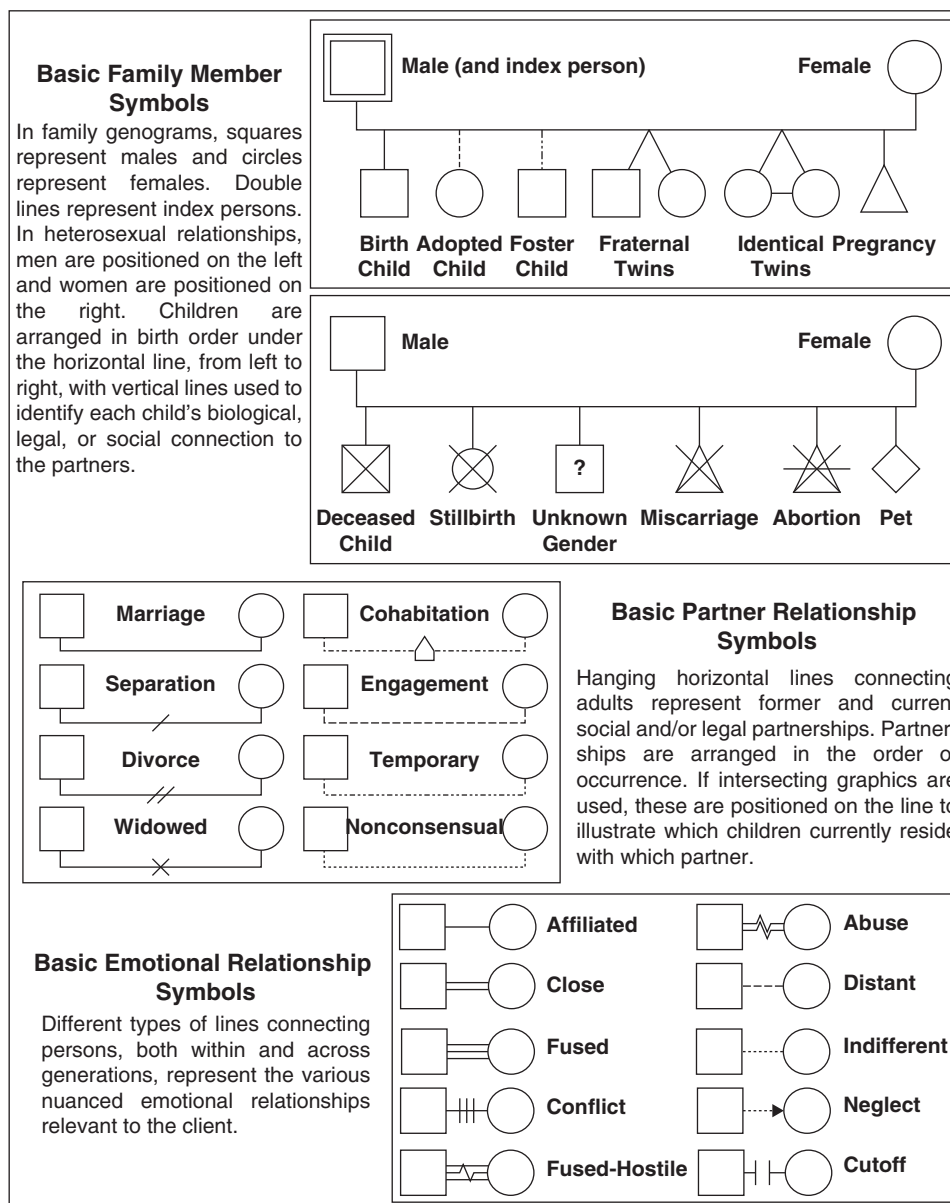 Basic Family Member
Symbols
In family genograms, squares
represent males and circles
represent females. Double
lines represent index persons.
In heterosexual relationships,
men are positioned on the left
and women are positioned on
the right. Children are
arranged in birth order under
the horizontal line, from left to
right, with vertical lines used to
identify each child's biological,
legal, or social connection to
the partners.
Male (and index person)
Female
Birth
Child
Adopted
Child
Foster
Child
Fraternal
Twins
Identical
Twins
Pregrancy
Male
Female
?
Deceased
Child
Stillbirth
Unknown
Gender
Miscarriage
Abortion
Pet
Marriage
Cohabitation
Separation
Engagement
Divorce
Temporary
Widowed
Nonconsensual
Basic Partner Relationship
Symbols
Hanging horizontal lines connecting
adults represent former and curren
social and/or legal partnerships. Partner
ships are arranged in the order o
occurrence. If intersecting graphics are
used, these are positioned on the line to
illustrate which children currently reside
with which partner.
Basic Emotional Relationship
Symbols
Different types of lines connecting
persons, both within and across
generations, represent the various
nuanced emotional relationships
relevant to the client.
Affiliated
Abuse
Close
Distant
Fused
Indifferent
Conflict
Neglect
Fused-Hostile
Cutoff